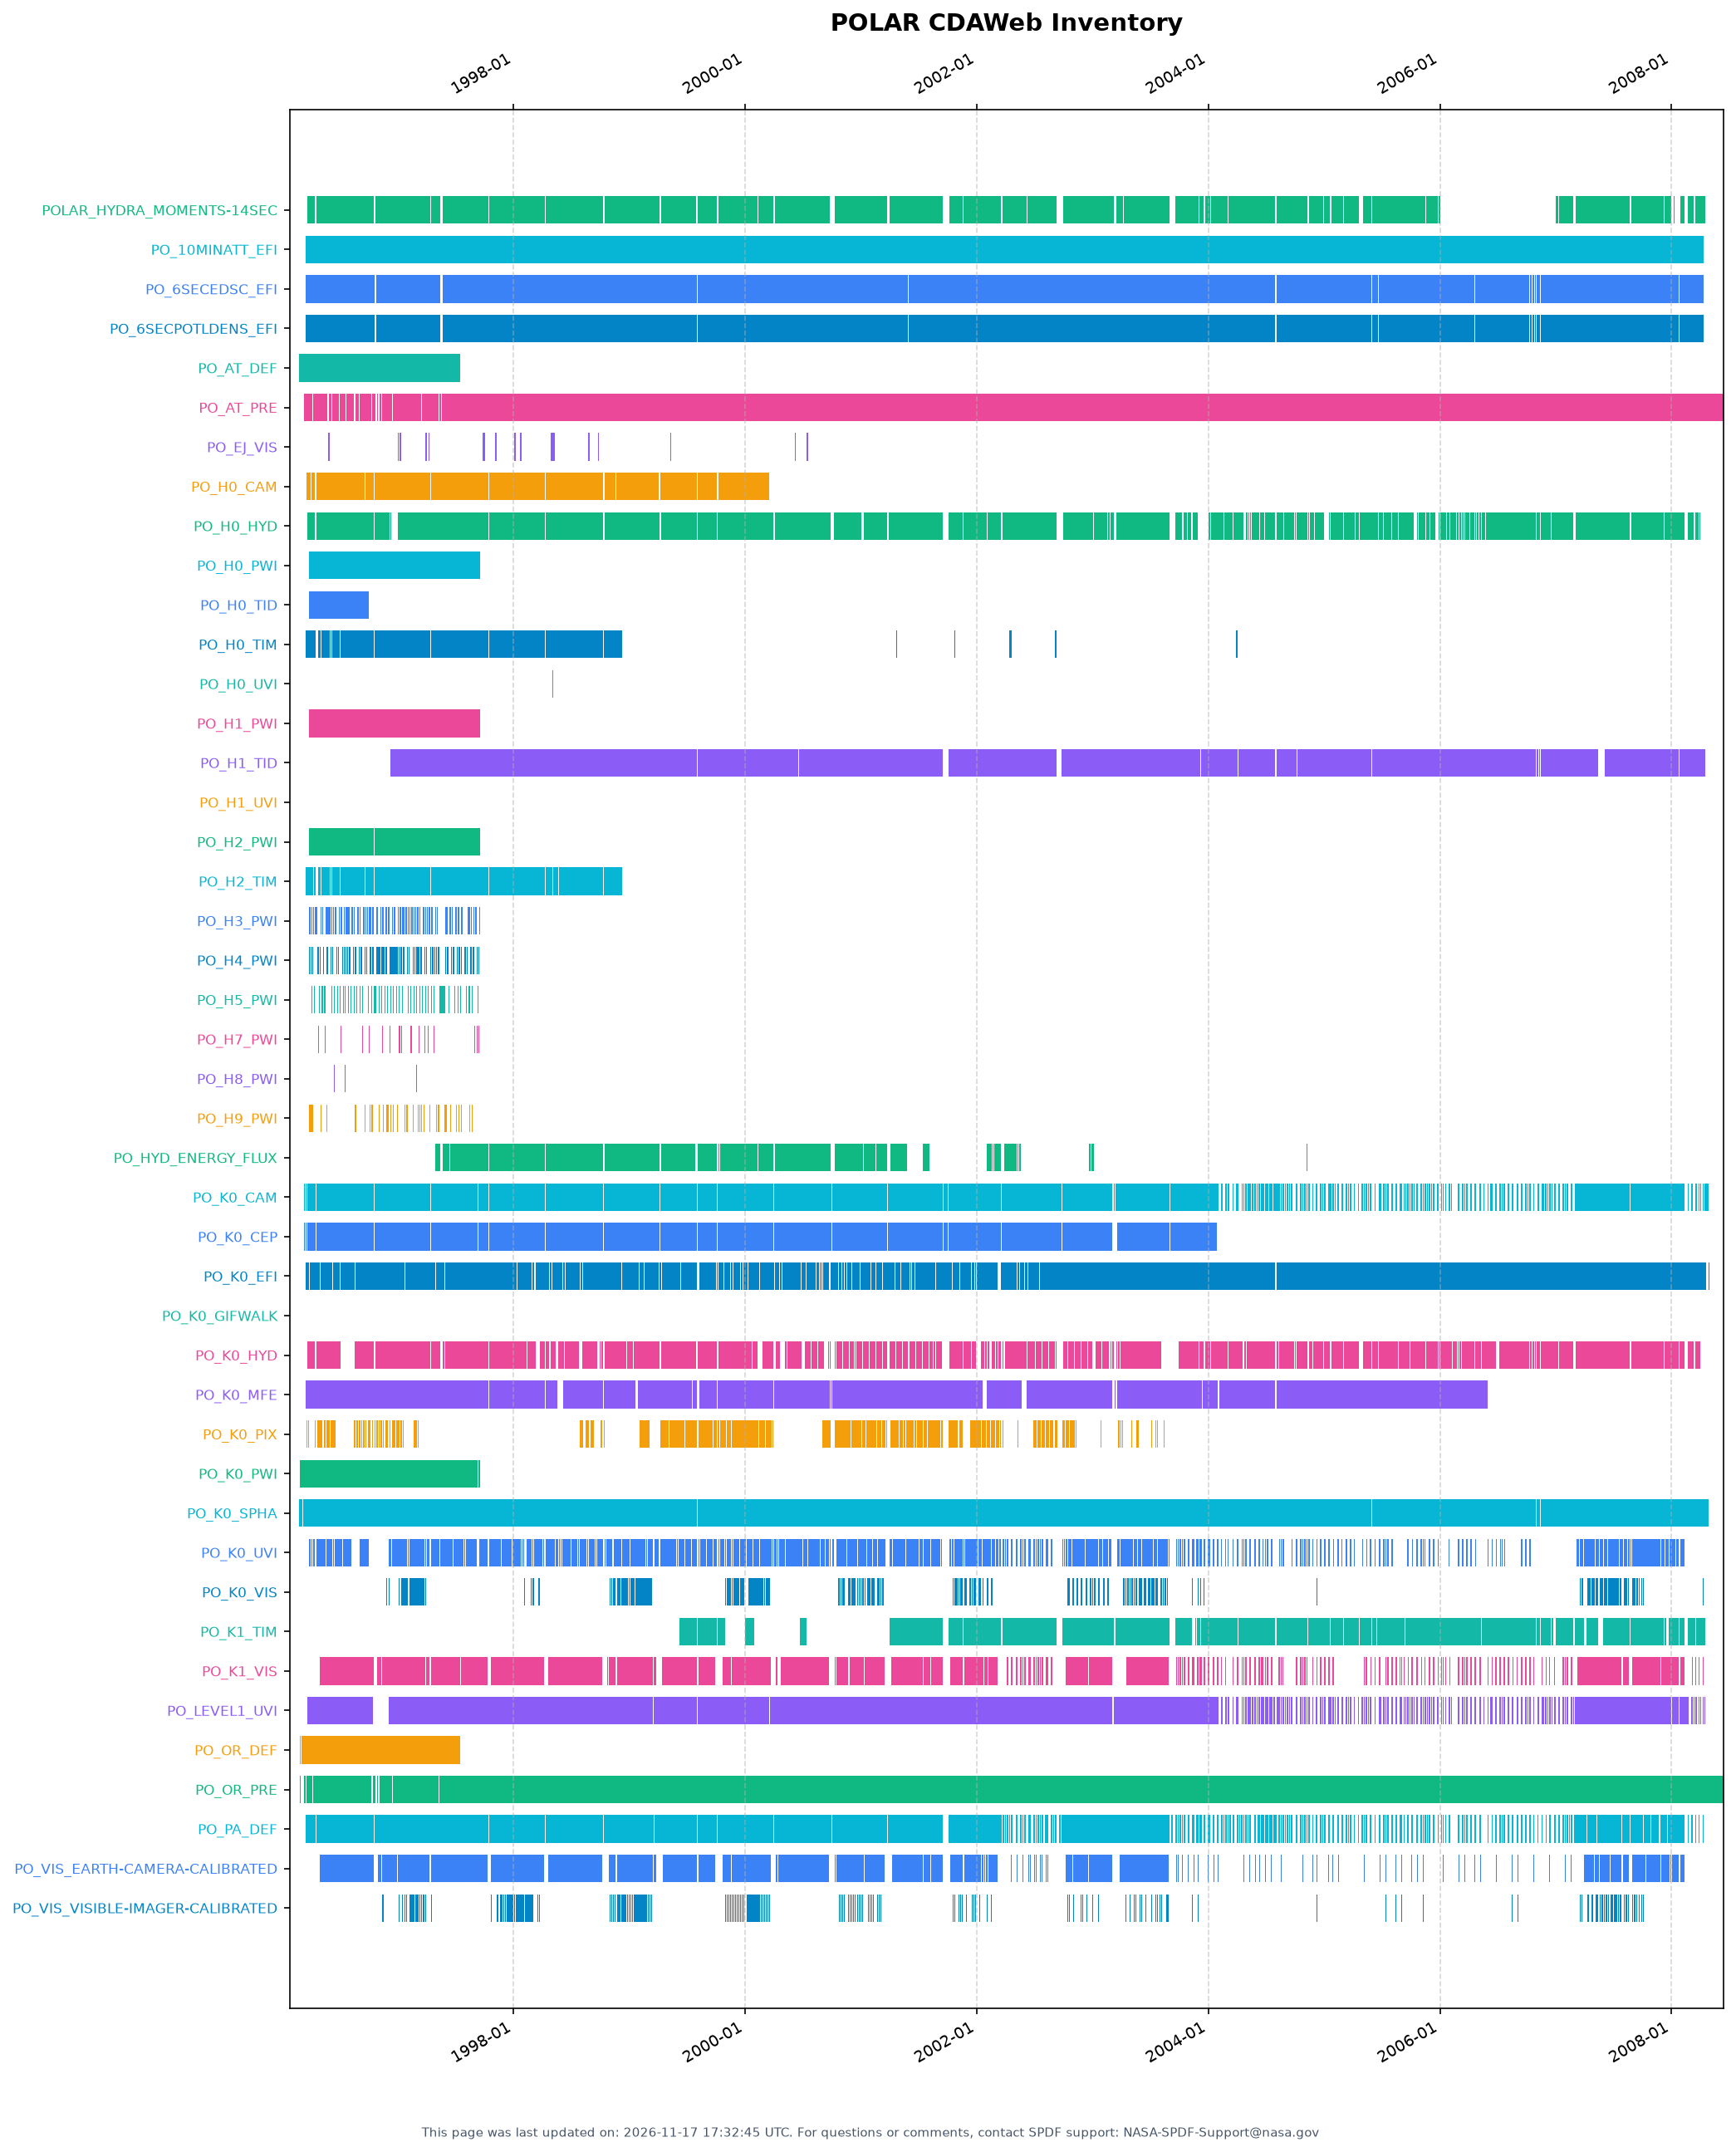 POLAR CDAWeb Inventory
1998-01 2000-01 2002-01 2004-01 2006-01 2008-01
POLAR_HYDRA_MOMENTS-14SEC
PO_10MINATT_EFI
PO_6SECEDSC_EFI
PO_6SECPOTLDENS_EFI
PO_AT_DEF
PO_AT_PRE
PO_EJ_VIS
PO_H0_CAM
PO_H0_HYD
PO_H0_PWI
PO_H0_TID
PO_H0_TIM
PO_H0_UVI
PO_H1_PWI
PO_H1_TID
PO_H1_UVI
PO_H2_PWI
PO_H2_TIM
PO_H3_PWI
PO_H4_PWI
PO_H5_PWI
PO_H7_PWI
PO_H8_PWI
PO_H9_PWI
PO_HYD_ENERGY_FLUX
PO_K0_CAM
PO_K0_CEP
PO_K0_EFI
PO_K0_GIFWALK
PO_K0_HYD
PO_K0_MFE
PO_K0_PIX
PO_K0_PWI
PO_K0_SPHA
PO_K0_UVI
PO_K0_VIS
PO_K1_TIM
PO_K1_VIS
PO_LEVEL1_UVI
PO_OR_DEF
PO_OR_PRE
PO_PA_DEF
PO_VIS_EARTH-CAMERA-CALIBRATED
PO_VIS_VISIBLE-IMAGER-CALIBRATED
1998-01 2000-01 2002-01 2004-01 2006-01 2008-01
This page was last updated on: 2026-11-17 17:32:45 UTC. For questions or comments, contact SPDF support: NASA-SPDF-Support@nasa.gov